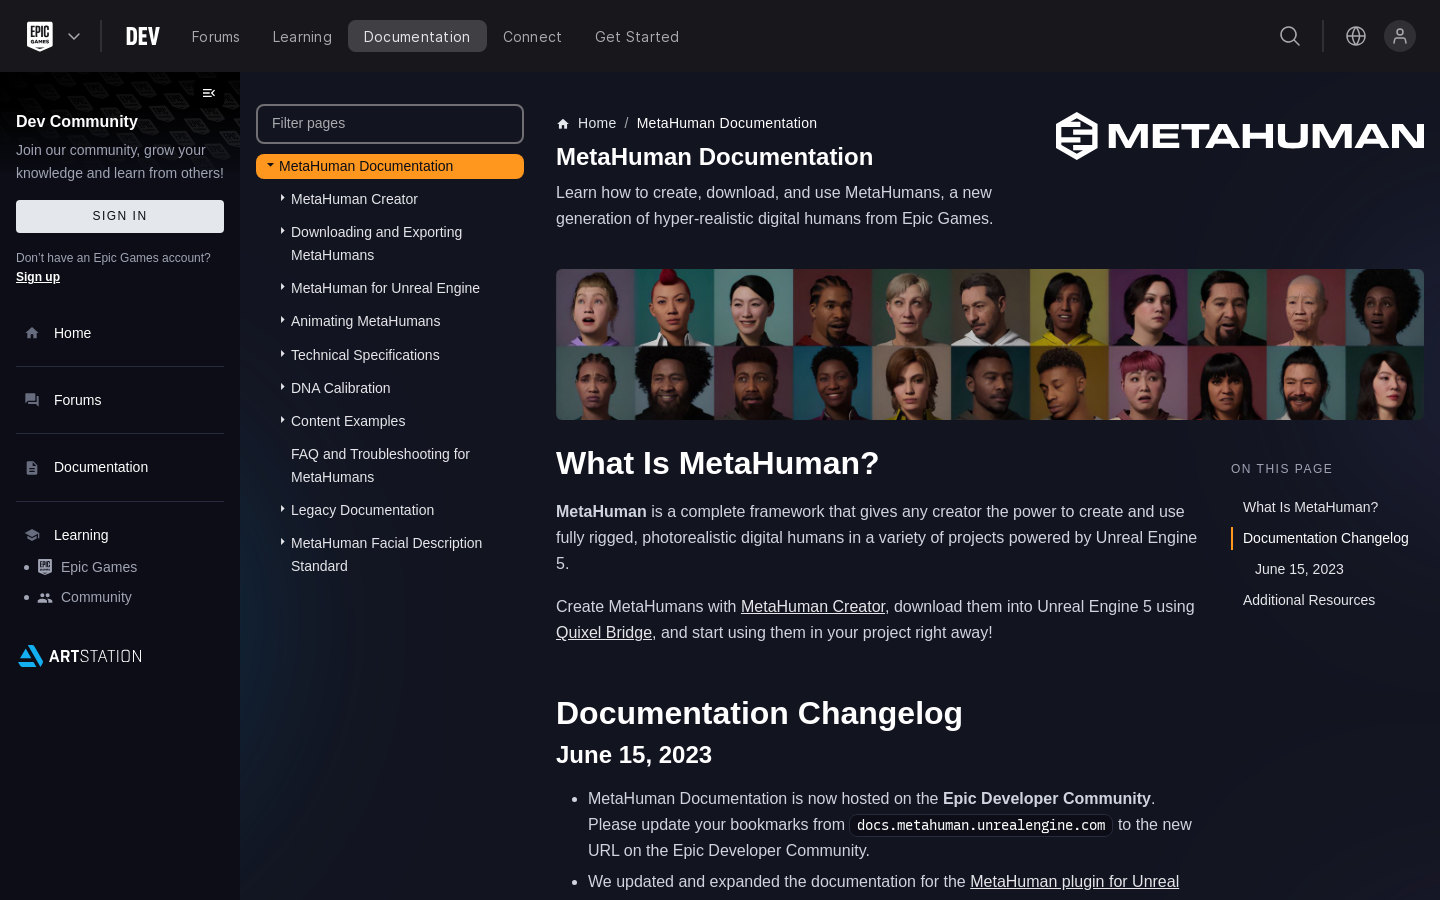 EPIC GAMES
DEV
Forums
Learning
Documentation
Connect
Get Started
Dev Community
Join our community, grow your
knowledge and learn from others!
SIGN IN
Don't have an Epic Games account?
Sign up
Home
Forums
Documentation
Learning
Epic Games
Community
ARTSTATION
Filter pages
MetaHuman Documentation
MetaHuman Creator
Downloading and Exporting
MetaHumans
MetaHuman for Unreal Engine
Animating MetaHumans
Technical Specifications
DNA Calibration
Content Examples
FAQ and Troubleshooting for
MetaHumans
Legacy Documentation
MetaHuman Facial Description
Standard
Home / MetaHuman Documentation
METAHUMAN
MetaHuman Documentation
Learn how to create, download, and use MetaHumans, a new
generation of hyper-realistic digital humans from Epic Games.
What Is MetaHuman?
MetaHuman is a complete framework that gives any creator the power to create and use
fully rigged, photorealistic digital humans in a variety of projects powered by Unreal Engine
5.
Create MetaHumans with MetaHuman Creator, download them into Unreal Engine 5 using
Quixel Bridge, and start using them in your project right away!
Documentation Changelog
June 15, 2023
MetaHuman Documentation is now hosted on the Epic Developer Community.
Please update your bookmarks from docs.metahuman.unrealengine.com to the new
URL on the Epic Developer Community.
We updated and expanded the documentation for the MetaHuman plugin for Unreal
ON THIS PAGE
What Is MetaHuman?
Documentation Changelog
June 15, 2023
Additional Resources